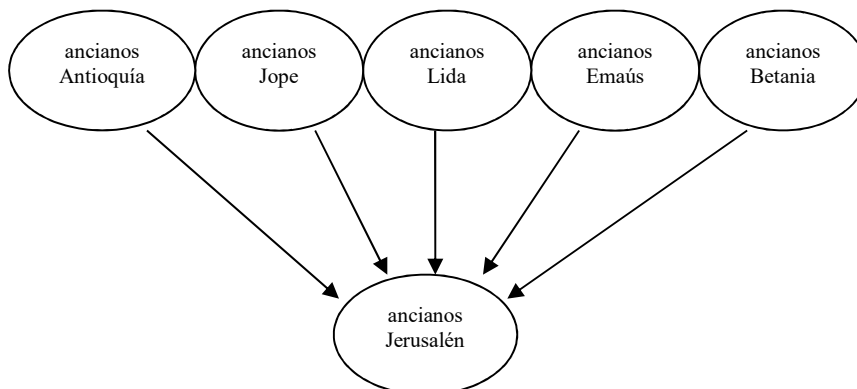 ancianos
Antioquía
ancianos
Jope
ancianos
Lida
ancianos
Emaús
ancianos
Betania
ancianos
Jerusalén